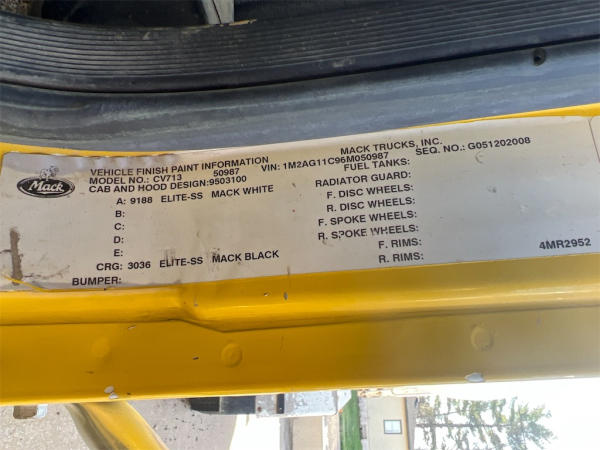 Mack
MACK TRUCKS, INC.
VEHICLE FINISH PAINT INFORMATION VIN: 1M2AG11C96M050987 SEQ. NO.: G051202008
MODEL NO.: CV713 50987 FUEL TANKS:
CAB AND HOOD DESIGN:9503100 RADIATOR GUARD:
A: 9188 ELITE-SS MACK WHITE F. DISC WHEELS:
B: R. DISC WHEELS:
C: F. SPOKE WHEELS:
D: R. SPOKE WHEELS:
E: F. RIMS: 4MR2952
CRG: 3036 ELITE-SS MACK BLACK R. RIMS:
BUMPER: